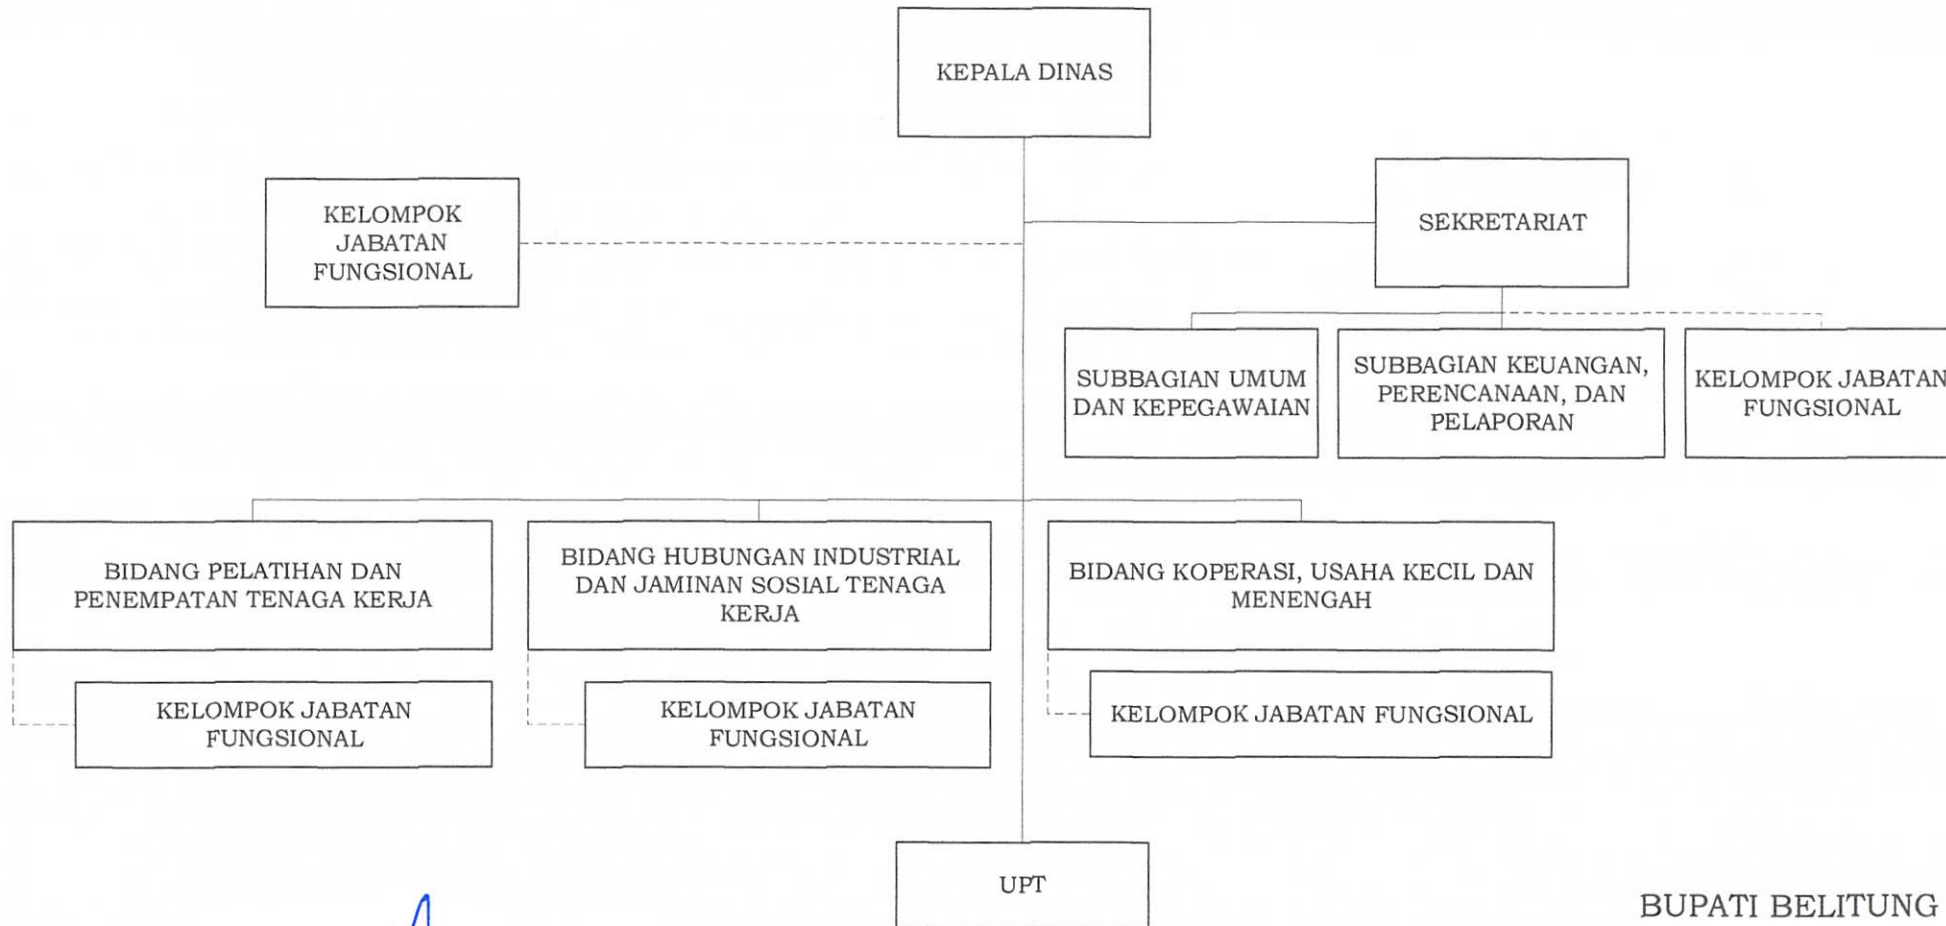 KEPALA DINAS
KELOMPOK
JABATAN
FUNGSIONAL
SEKRETARIAT
SUBBAGIAN UMUM
DAN KEPEGAWAIAN
SUBBAGIAN KEUANGAN,
PERENCANAAN, DAN
PELAPORAN
KELOMPOK JABATAN
FUNGSIONAL
BIDANG PELATIHAN DAN
PENEMPATAN TENAGA KERJA
BIDANG HUBUNGAN INDUSTRIAL
DAN JAMINAN SOSIAL TENAGA
KERJA
BIDANG KOPERASI, USAHA KECIL DAN
MENENGAH
KELOMPOK JABATAN
FUNGSIONAL
KELOMPOK JABATAN
FUNGSIONAL
KELOMPOK JABATAN FUNGSIONAL
UPT
BUPATI BELITUNG